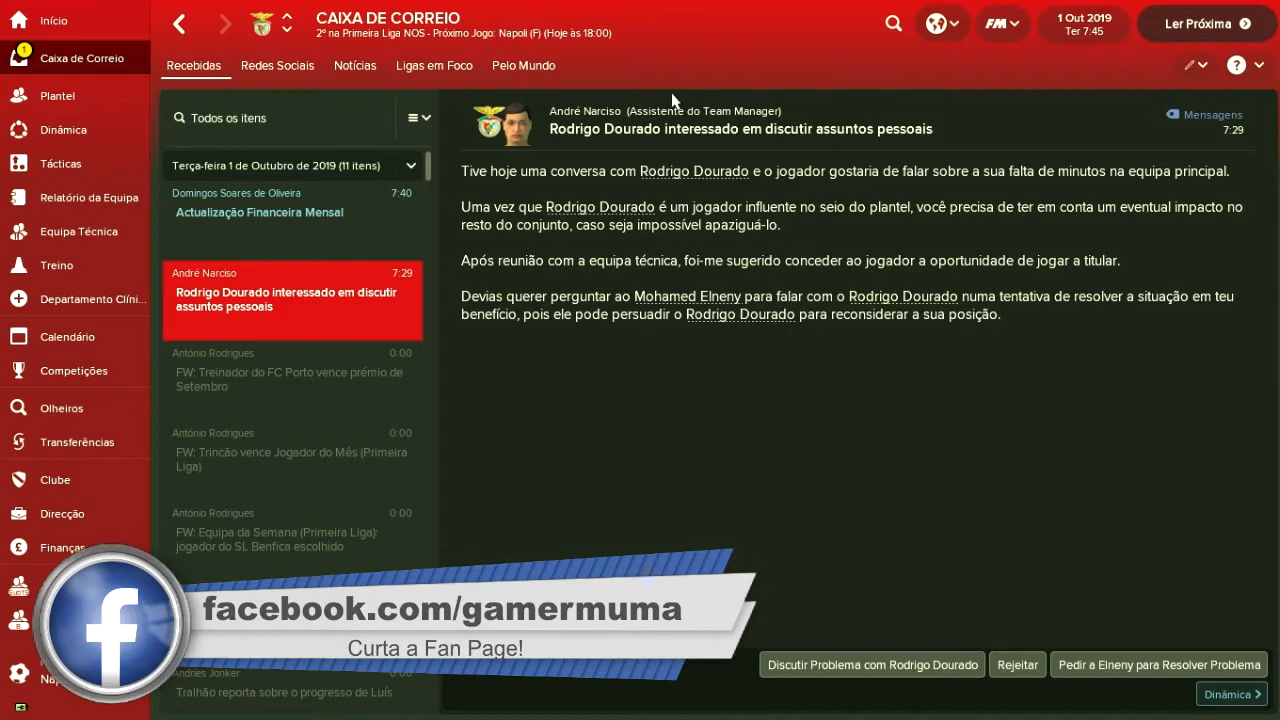 Início
Caixa de Correio
1
Plantel
Dinâmica
Tácticas
Relatório da Equipa
Equipa Técnica
Treino
Departamento Clíni...
Calendário
Competições
Olheiros
Transferências
Clube
Direcção
Finanças
Sub19
B
CAIXA DE CORREIO
2º na Primeira Liga NOS - Próximo Jogo: Napoli (F) (Hoje às 18:00)
FM
1 Out 2019
Ter 7:45
Ler Próxima
Recebidas
Redes Sociais
Notícias
Ligas em Foco
Pelo Mundo
?
Todos os itens
Terça-feira 1 de Outubro de 2019 (11 itens)
Domingos Soares de Oliveira 7:40
Actualização Financeira Mensal
André Narciso 7:29
Rodrigo Dourado interessado em discutir
assuntos pessoais
António Rodrigues 0:00
FW: Treinador do FC Porto vence prémio de
Setembro
António Rodrigues 0:00
FW: Trincão vence Jogador do Mês (Primeira
Liga)
António Rodrigues 0:00
FW: Equipa da Semana (Primeira Liga):
jogador do SL Benfica escolhido
Andries Jonker 0:00
Tralhão reporta sobre o progresso de Luís
André Narciso (Assistente do Team Manager)
Rodrigo Dourado interessado em discutir assuntos pessoais
Mensagens
7:29
Tive hoje uma conversa com Rodrigo Dourado e o jogador gostaria de falar sobre a sua falta de minutos na equipa principal.
Uma vez que Rodrigo Dourado é um jogador influente no seio do plantel, você precisa de ter em conta um eventual impacto no
resto do conjunto, caso seja impossível apaziguá-lo.
Após reunião com a equipa técnica, foi-me sugerido conceder ao jogador a oportunidade de jogar a titular.
Devias querer perguntar ao Mohamed Elneny para falar com o Rodrigo Dourado numa tentativa de resolver a situação em teu
benefício, pois ele pode persuadir o Rodrigo Dourado para reconsiderar a sua posição.
Discutir Problema com Rodrigo Dourado
Rejeitar
Pedir a Elneny para Resolver Problema
Dinâmica
f
facebook.com/gamermuma
Curta a Fan Page!